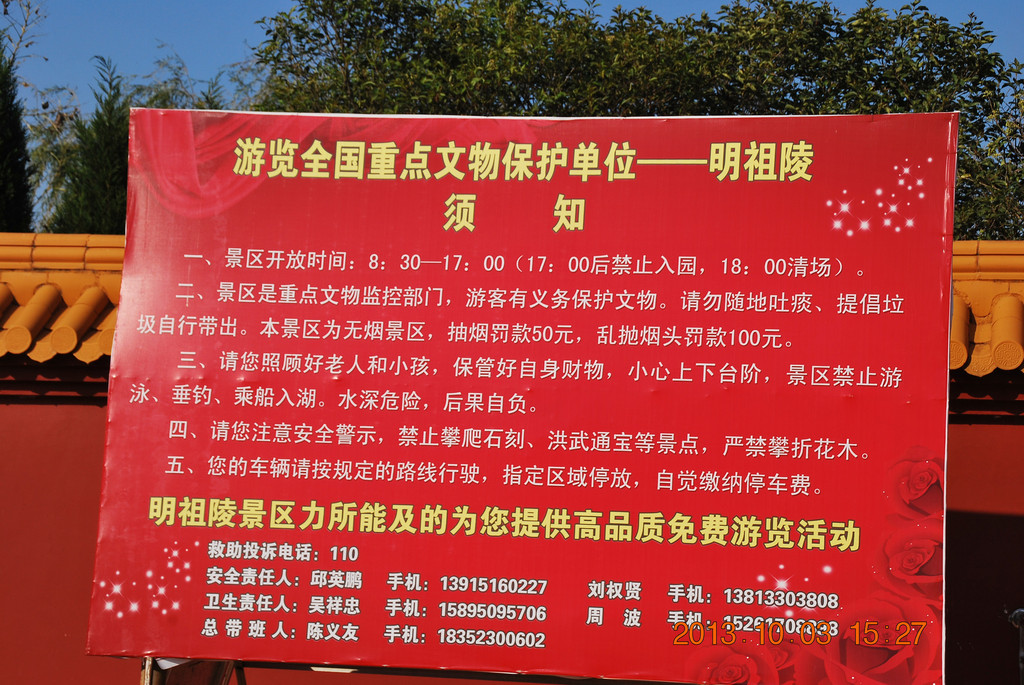 游览全国重点文物保护单位——明祖陵
须 知
一、景区开放时间：8：30—17：00（17：00后禁止入园，18：00清场）。
二、景区是重点文物监控部门，游客有义务保护文物。请勿随地吐痰、提倡垃
圾自行带出。本景区为无烟景区，抽烟罚款50元，乱抛烟头罚款100元。
三、请您照顾好老人和小孩，保管好自身财物，小心上下台阶，景区禁止游
泳、垂钓、乘船入湖。水深危险，后果自负。
四、请您注意安全警示，禁止攀爬石刻、洪武通宝等景点，严禁攀折花木。
五、您的车辆请按规定的路线行驶，指定区域停放，自觉缴纳停车费。
明祖陵景区力所能及的为您提供高品质免费游览活动
救助投诉电话：110
安全责任人：邱英鹏 手机：13915160227 刘权贤 手机：13813303808
卫生责任人：吴祥忠 手机：15895095706 周 波 手机：
总 带 班 人：陈义友 手机：18352300602
2013.10.03 15:27